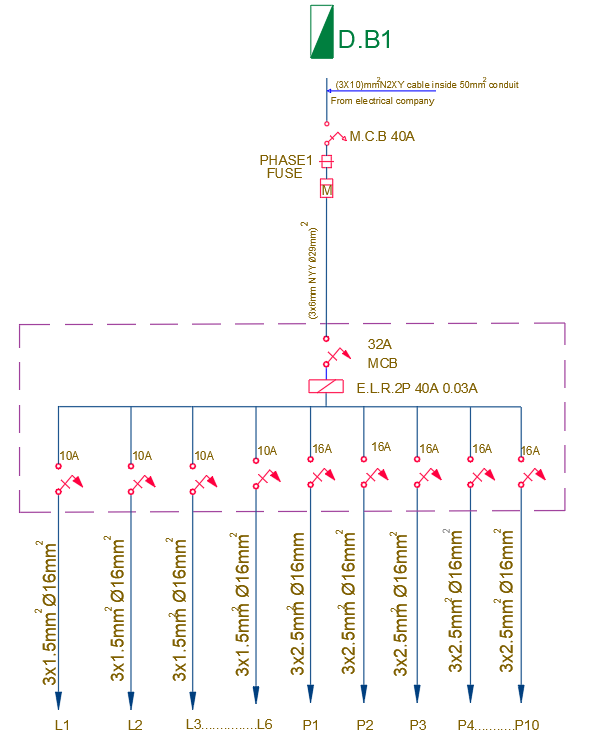 D.B1
(3X10)mm²N2XY cable inside 50mm² conduit
From electrical company
M.C.B 40A
PHASE1
FUSE
M
(3x6mm NYY Ø29mm)²
32A
MCB
E.L.R.2P 40A 0.03A
10A 10A 10A 10A 16A 16A 16A 16A 16A
3x1.5mm² Ø16mm²
3x1.5mm² Ø16mm²
3x1.5mm² Ø16mm²
3x1.5mm² Ø16mm²
3x2.5mm² Ø16mm²
3x2.5mm² Ø16mm²
3x2.5mm² Ø16mm²
3x2.5mm² Ø16mm²
3x2.5mm² Ø16mm²
L1 L2 L3..............L6 P1 P2 P3 P4...........P10